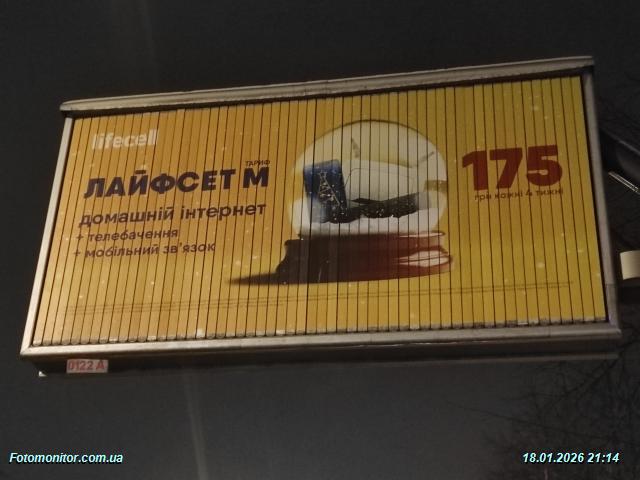 lifecell
ТАРИФ
ЛАЙФСЕТ М
домашній інтернет
+ телебачення
+ мобільний зв'язок
175
грн кожні 4 тижні
0122 А
Fotomonitor.com.ua
18.01.2026 21:14